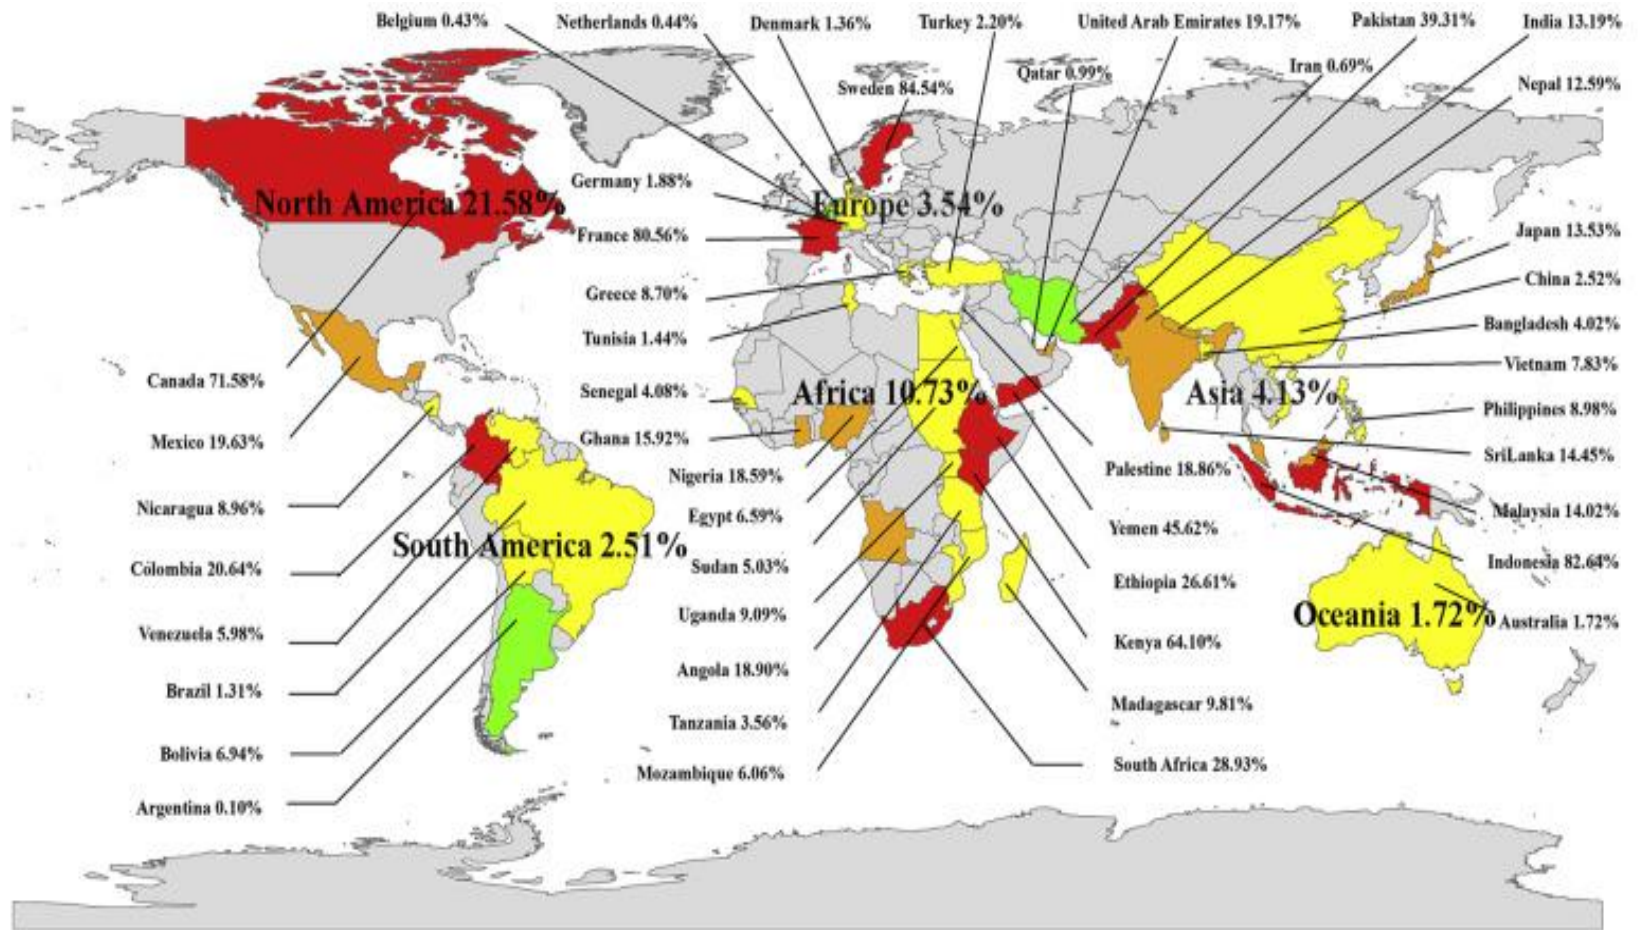 Belgium 0.43%
Netherlands 0.44%
Denmark 1.36%
Turkey 2.20%
United Arab Emirates 19.17%
Pakistan 39.31%
India 13.19%
Iran 0.69%
Qatar 0.99%
Sweden 84.54%
Nepal 12.59%
Germany 1.88%
North America 21.58%
Europe 3.54%
France 80.56%
Japan 13.53%
China 2.52%
Greece 8.70%
Bangladesh 4.02%
Tunisia 1.44%
Vietnam 7.83%
Canada 71.58%
Senegal 4.08%
Africa 10.73%
Asia 4.13%
Philippines 8.98%
Mexico 19.63%
Ghana 15.92%
SriLanka 14.45%
Nigeria 18.59%
Palestine 18.86%
Nicaragua 8.96%
Egypt 6.59%
Malaysia 14.02%
Yemen 45.62%
South America 2.51%
Colombia 20.64%
Sudan 5.03%
Indonesia 82.64%
Ethiopia 26.61%
Uganda 9.09%
Oceania 1.72%
Australia 1.72%
Venezuela 5.98%
Kenya 64.10%
Angola 18.90%
Brazil 1.31%
Madagascar 9.81%
Tanzania 3.56%
Bolivia 6.94%
Mozambique 6.06%
South Africa 28.93%
Argentina 0.10%